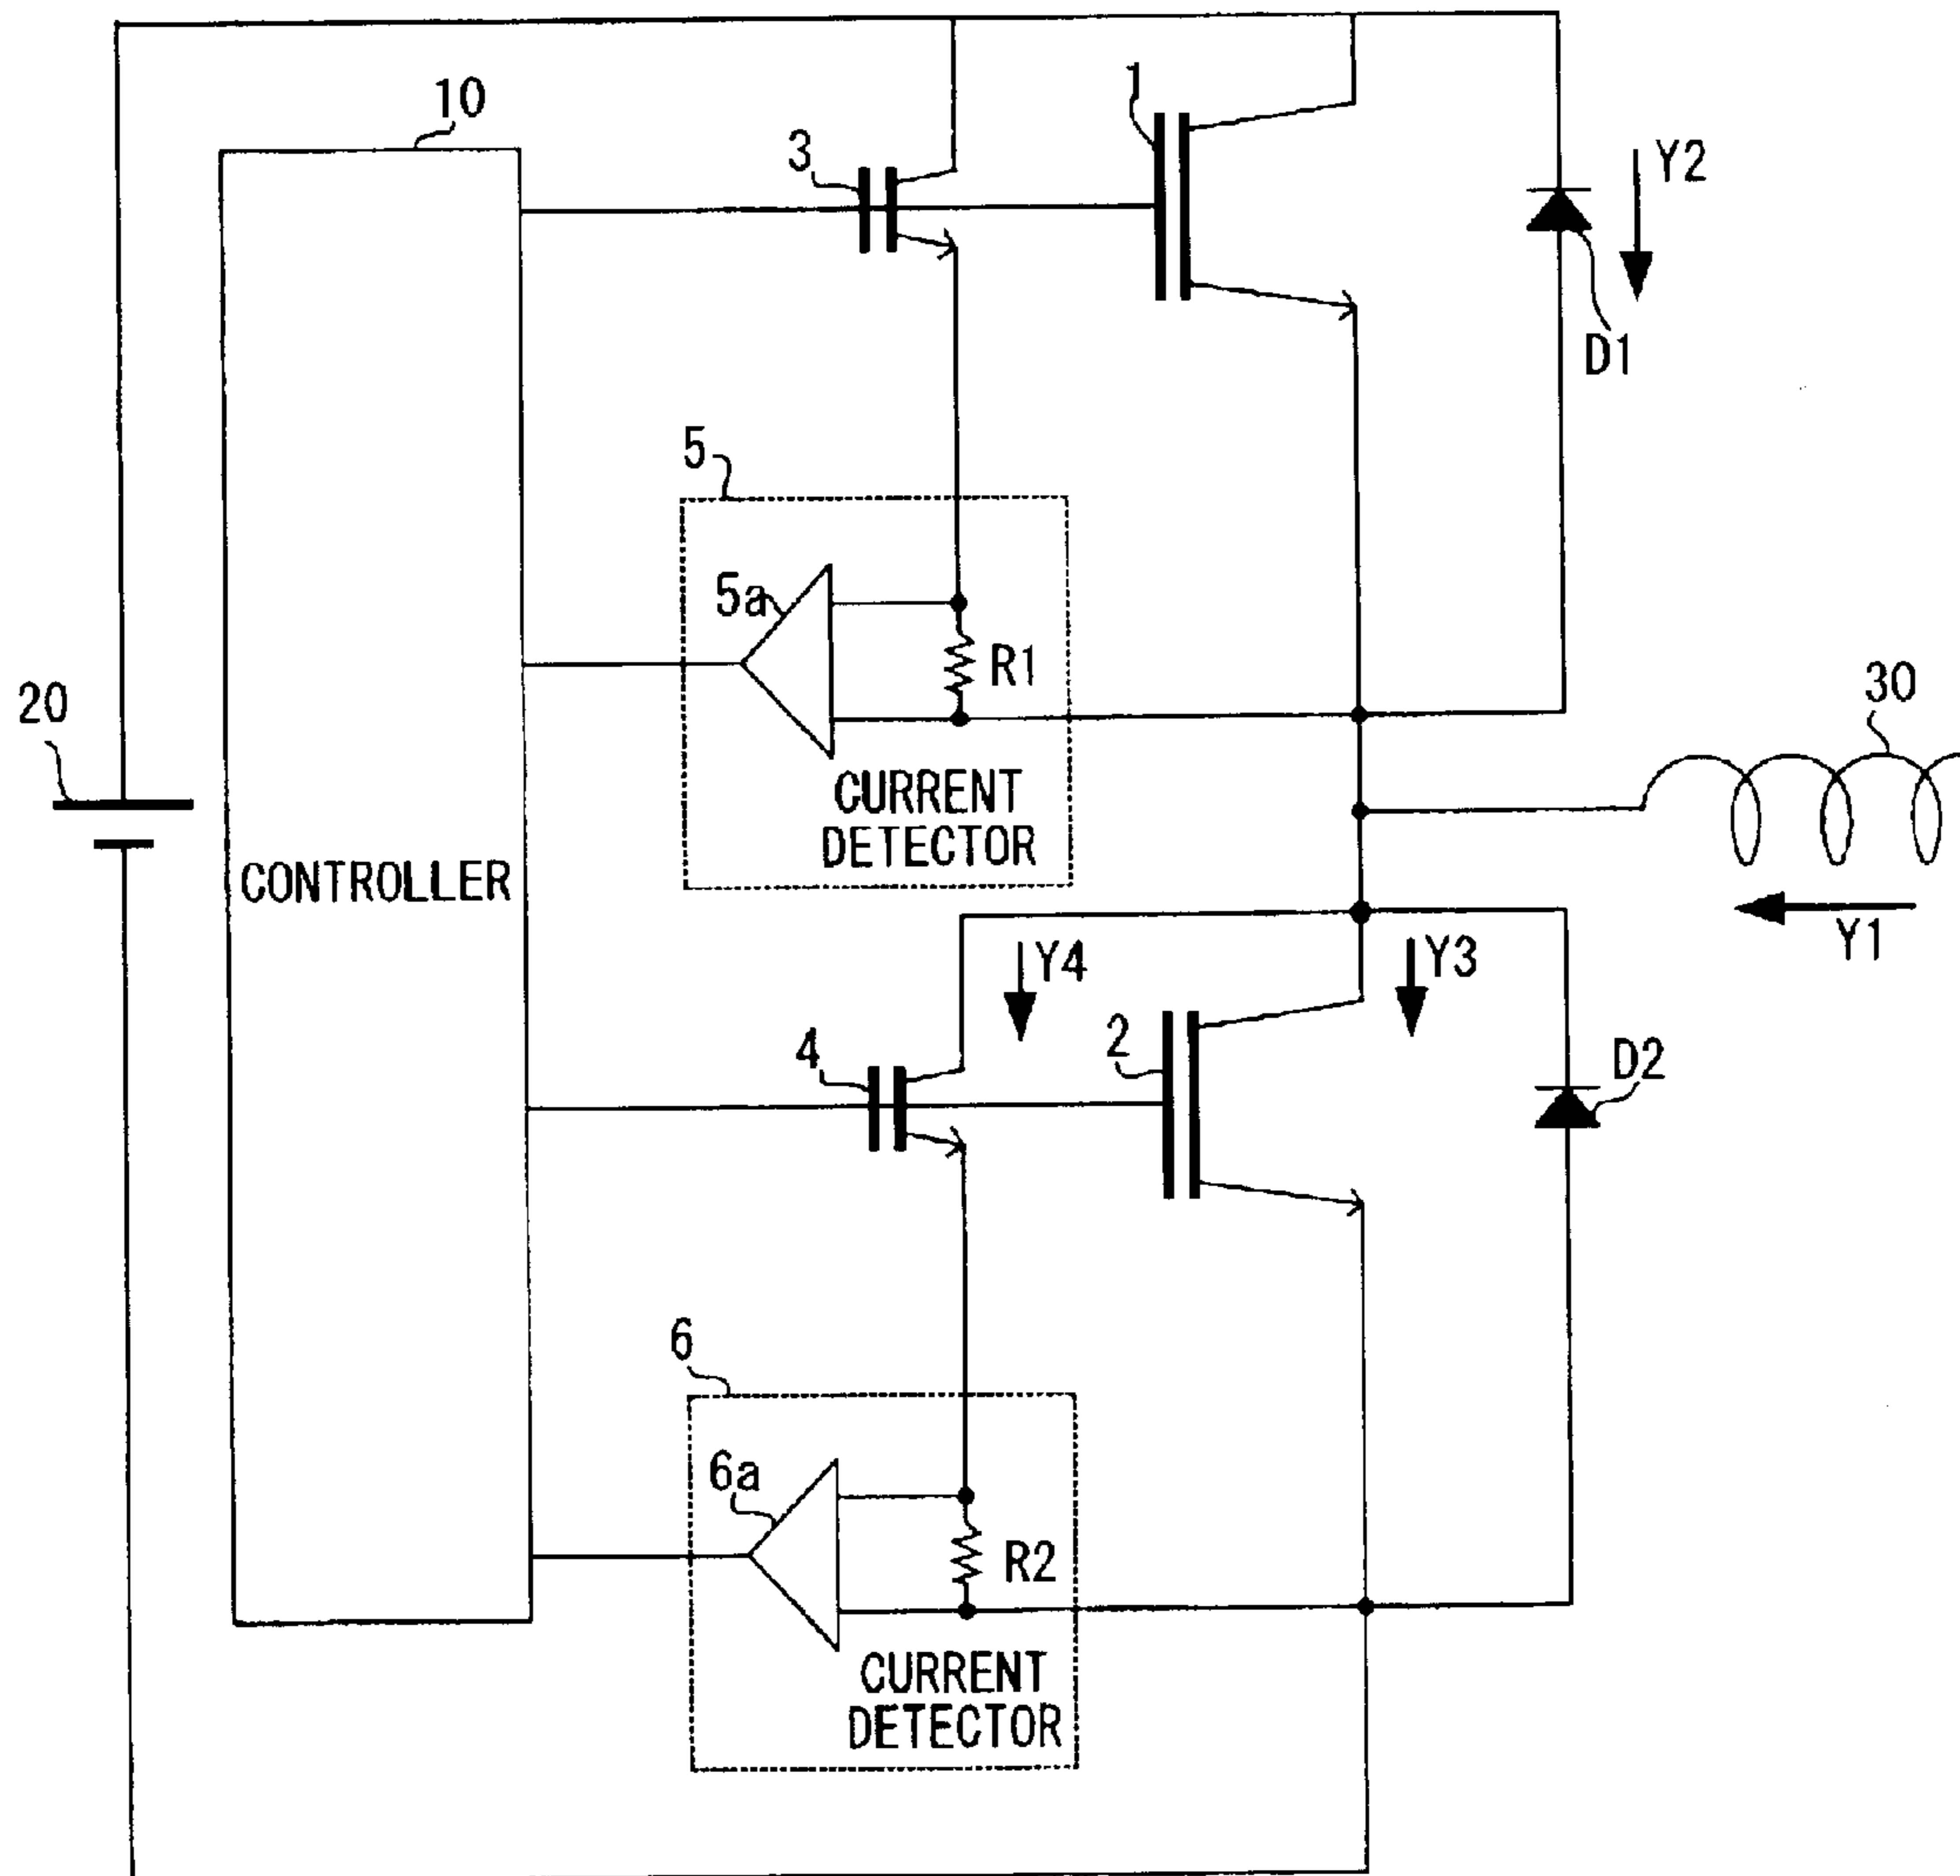 10
1
3
Y2
D1
5
5a
R1
20
30
CURRENT
DETECTOR
CONTROLLER
Y1
Y4
Y3
4
2
D2
6
6a
R2
CURRENT
DETECTOR